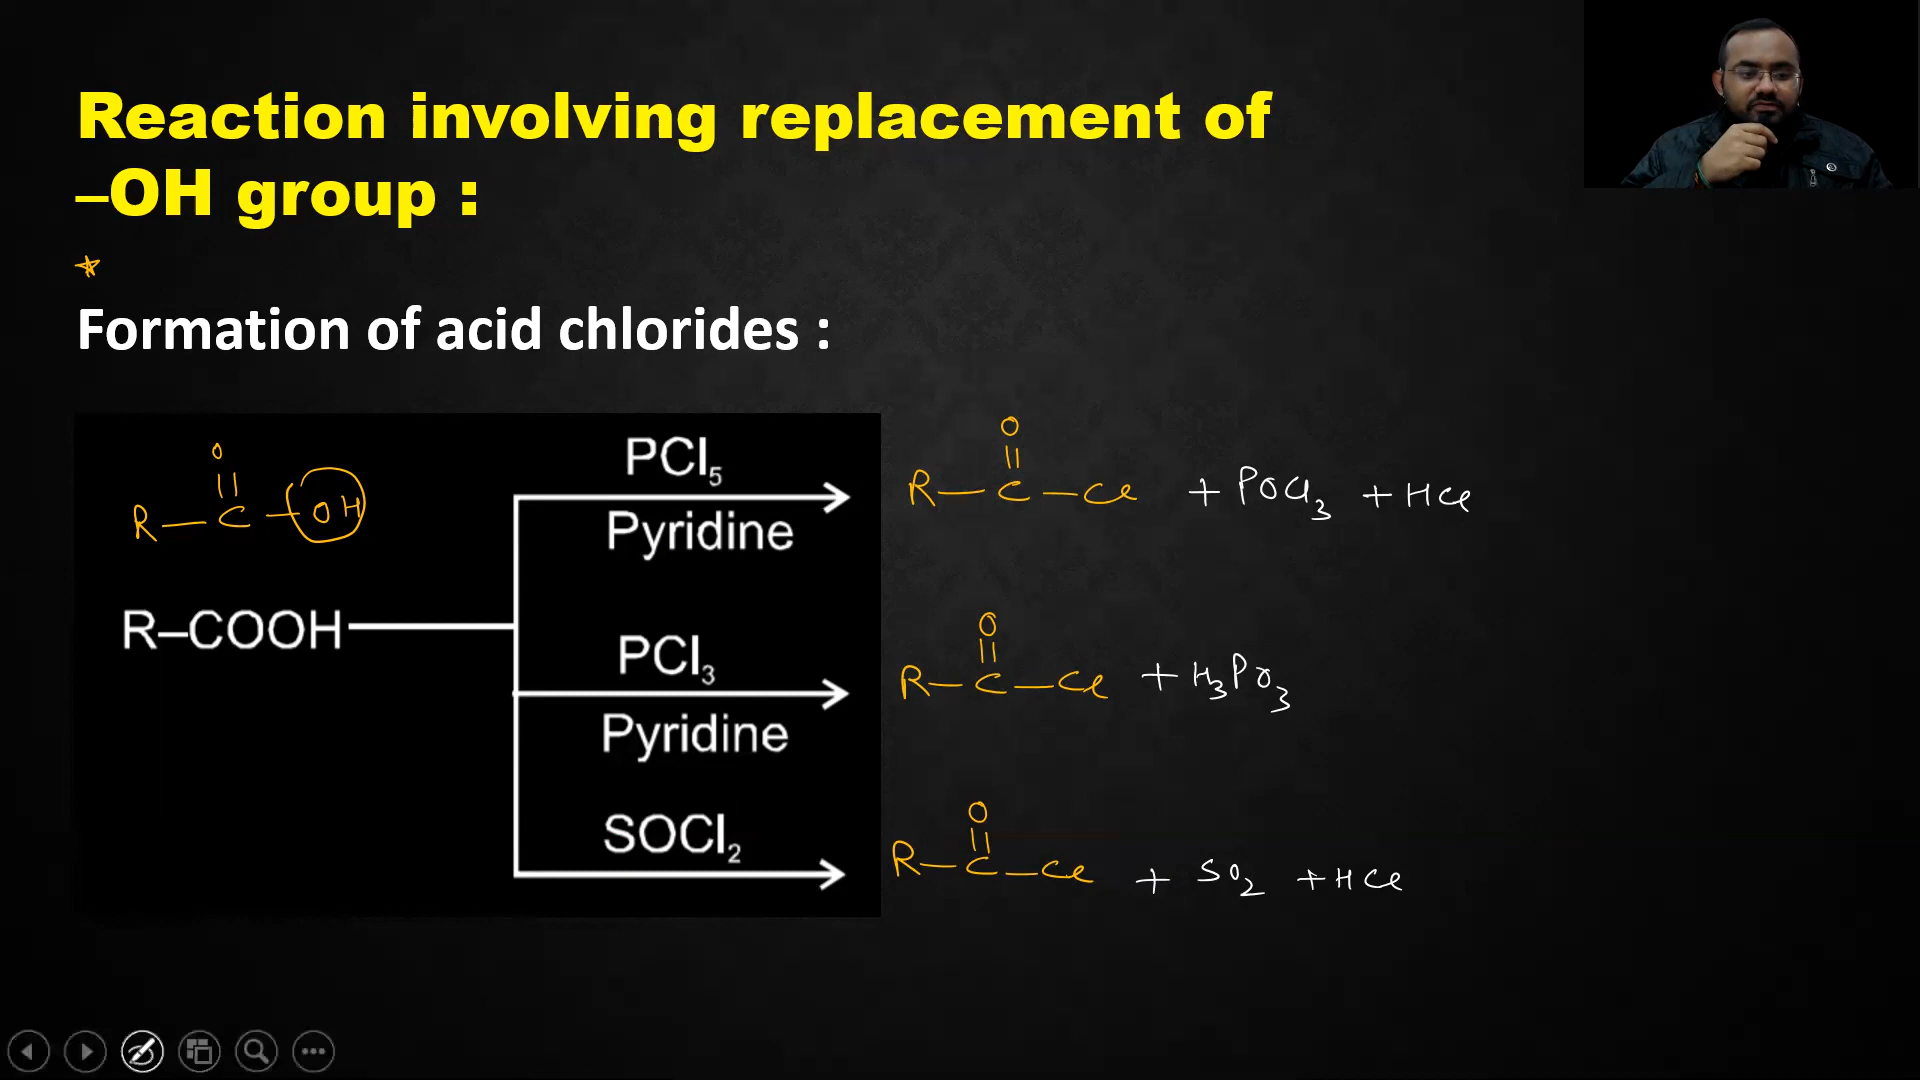 Reaction involving replacement of
–OH group :
*
Formation of acid chlorides :
O
||
R—C—OH
R–COOH
PCl5
Pyridine
O
||
R—C—Cl + POCl3 + HCl
PCl3
Pyridine
O
||
R—C—Cl + H3PO3
SOCl2
O
||
R—C—Cl + SO2 + HCl